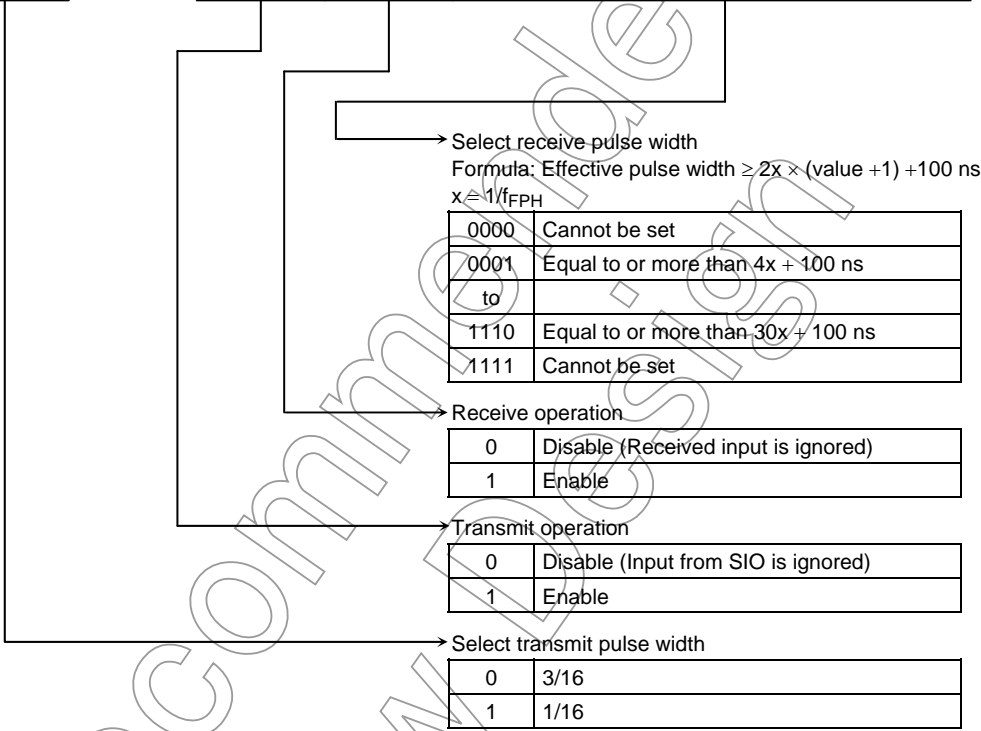 Select receive pulse width
Formula: Effective pulse width ≥ 2x × (value +1) +100 ns
x = 1/fFPH
0000 Cannot be set
0001 Equal to or more than 4x + 100 ns
to
1110 Equal to or more than 30x + 100 ns
1111 Cannot be set
Receive operation
0 Disable (Received input is ignored)
1 Enable
Transmit operation
0 Disable (Input from SIO is ignored)
1 Enable
Select transmit pulse width
0 3/16
1 1/16